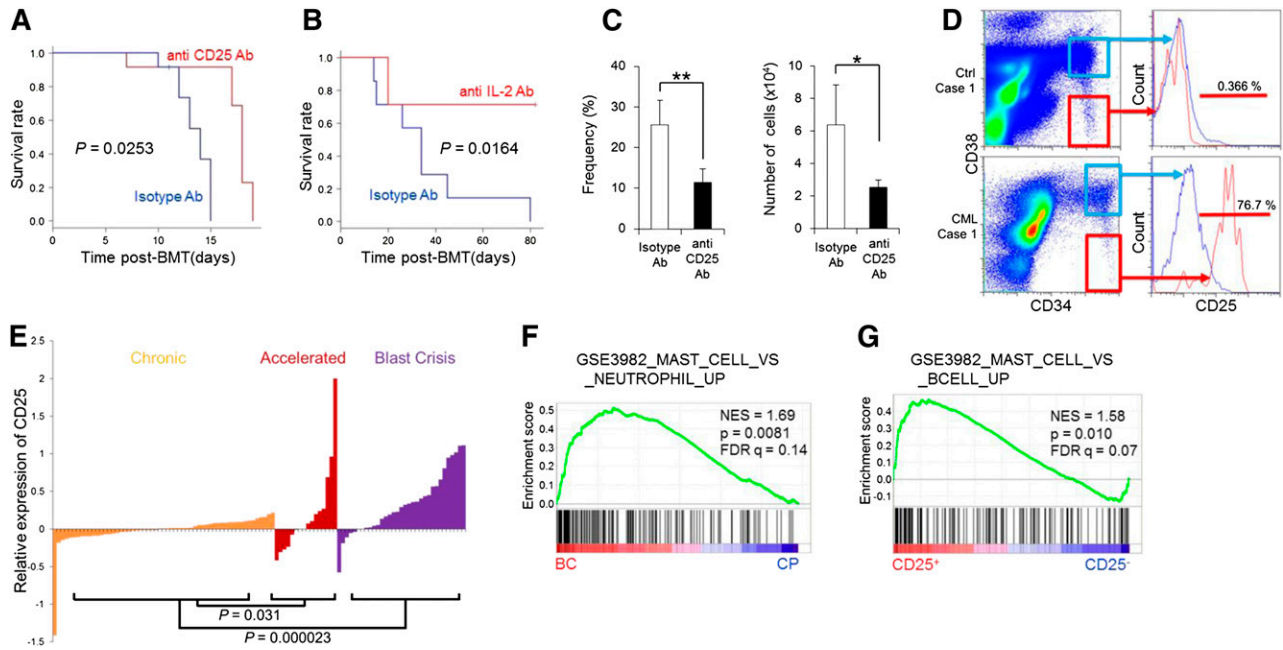 A
1.0
0.8
0.6
0.4
0.2
0.0
Survival rate
anti CD25 Ab
P = 0.0253
Isotype Ab
0
5
10
15
Time post-BMT(days)
B
1.0
0.8
0.6
0.4
0.2
0.0
Survival rate
anti IL-2 Ab
P = 0.0164
Isotype Ab
0
20
40
60
80
Time post-BMT(days)
C
Frequency (%)
40
30
20
10
0
**
Isotype
Ab
anti
CD25
Ab
Number of cells (x10⁴)
10
8
6
4
2
0
*
Isotype
Ab
anti
CD25
Ab
D
Ctrl
Case 1
CD38
Count
0.366 %
CML
Case 1
Count
76.7 %
CD34
CD25
E
Relative expression of CD25
2.5
2
1.5
1
0.5
0
-0.5
-1
-1.5
Chronic
Accelerated
Blast Crisis
P = 0.031
P = 0.000023
F
GSE3982_MAST_CELL_VS
_NEUTROPHIL_UP
Enrichment score
0.5
0.4
0.3
0.2
0.1
0.0
NES = 1.69
p = 0.0081
FDR q = 0.14
BC
CP
G
GSE3982_MAST_CELL_VS
_BCELL_UP
Enrichment score
0.4
0.3
0.2
0.1
0.0
-0.1
NES = 1.58
p = 0.010
FDR q = 0.07
CD25⁺
CD25⁻